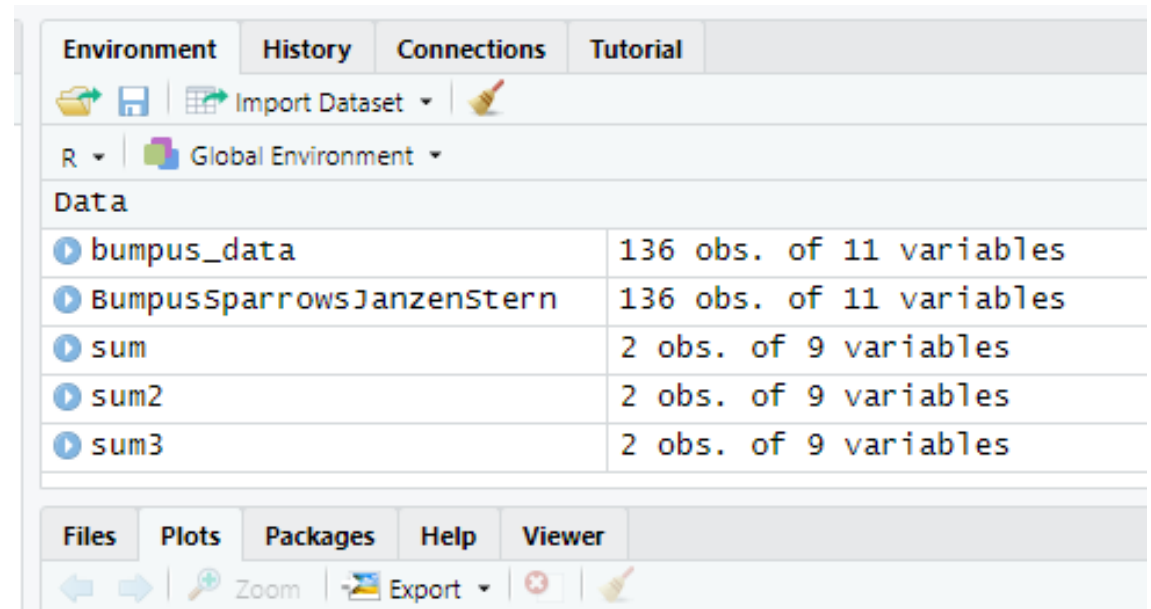 Environment History Connections Tutorial
Import Dataset
R Global Environment
Data
bumpus_data 136 obs. of 11 variables
BumpusSparrowsJanzenStern 136 obs. of 11 variables
sum 2 obs. of 9 variables
sum2 2 obs. of 9 variables
sum3 2 obs. of 9 variables
Files Plots Packages Help Viewer
Zoom Export